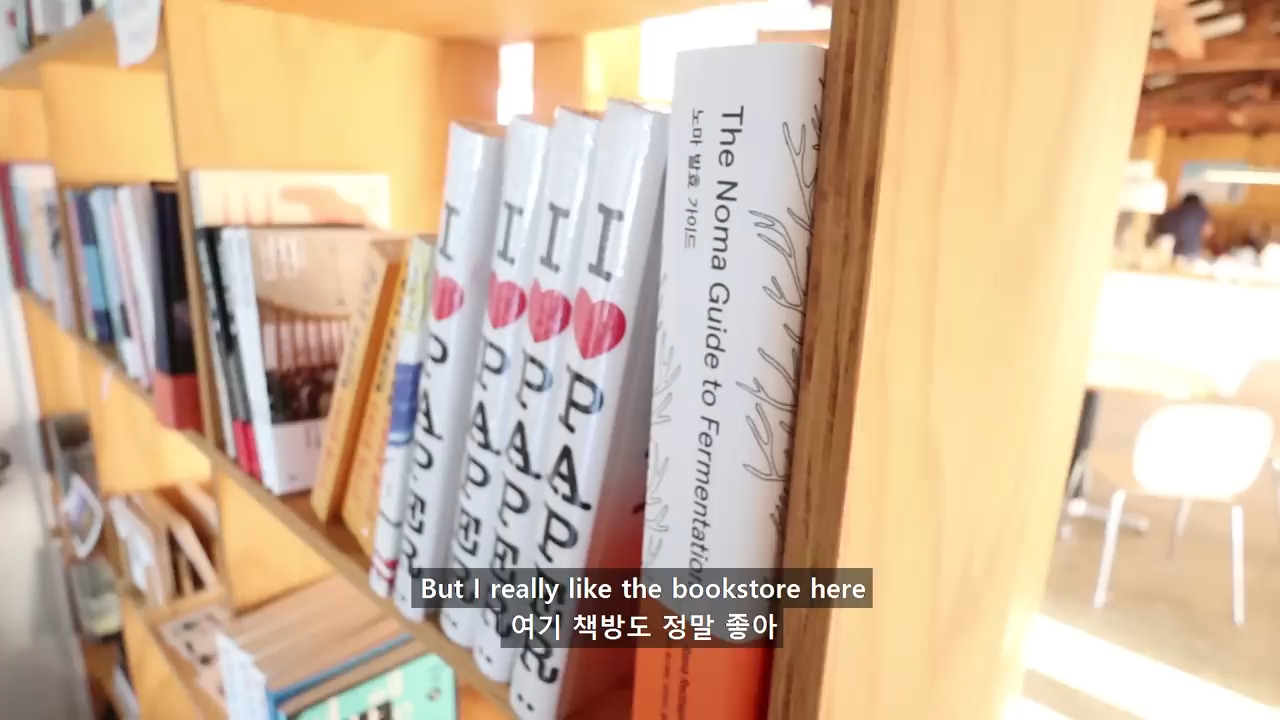 I ♥ PAPER
I ♥ PAPER
I ♥ PAPER
I ♥ PAPER
The Noma Guide to Fermentation
노마 발효 가이드
But I really like the bookstore here
여기 책방도 정말 좋아